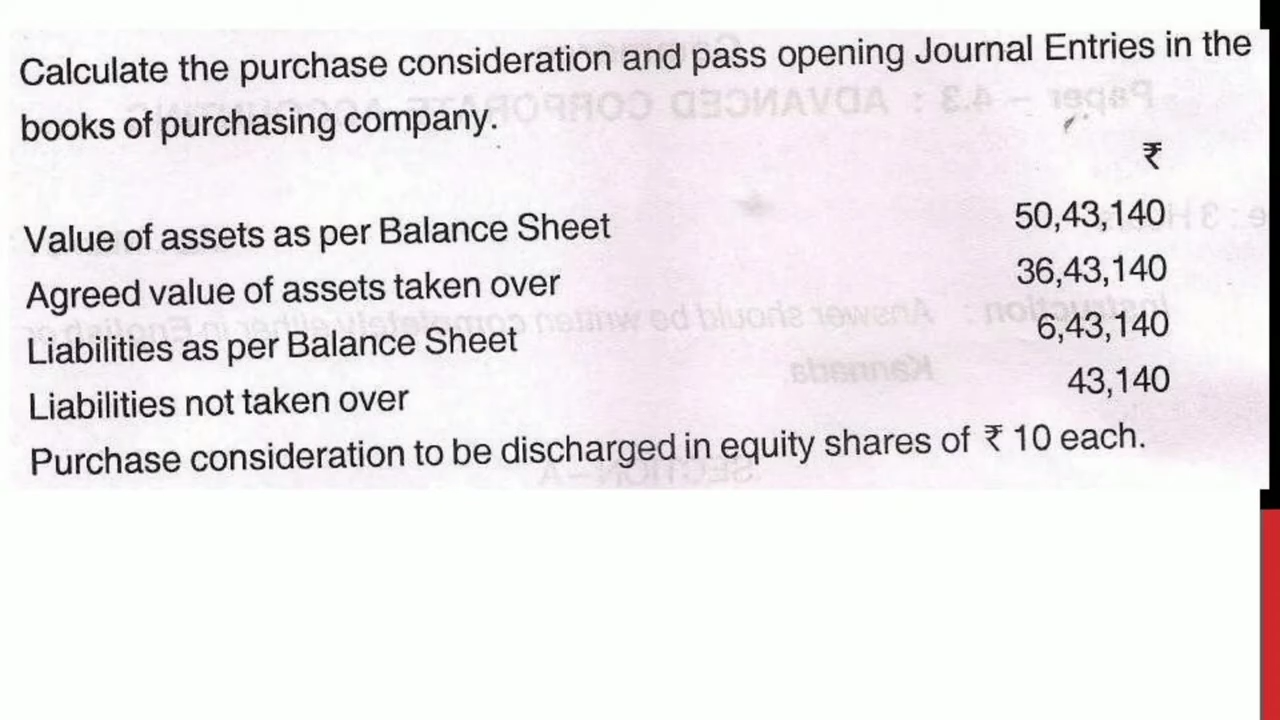 Calculate the purchase consideration and pass opening Journal Entries in the
books of purchasing company.
₹
Value of assets as per Balance Sheet 50,43,140
Agreed value of assets taken over 36,43,140
Liabilities as per Balance Sheet 6,43,140
Liabilities not taken over 43,140
Purchase consideration to be discharged in equity shares of ₹ 10 each.